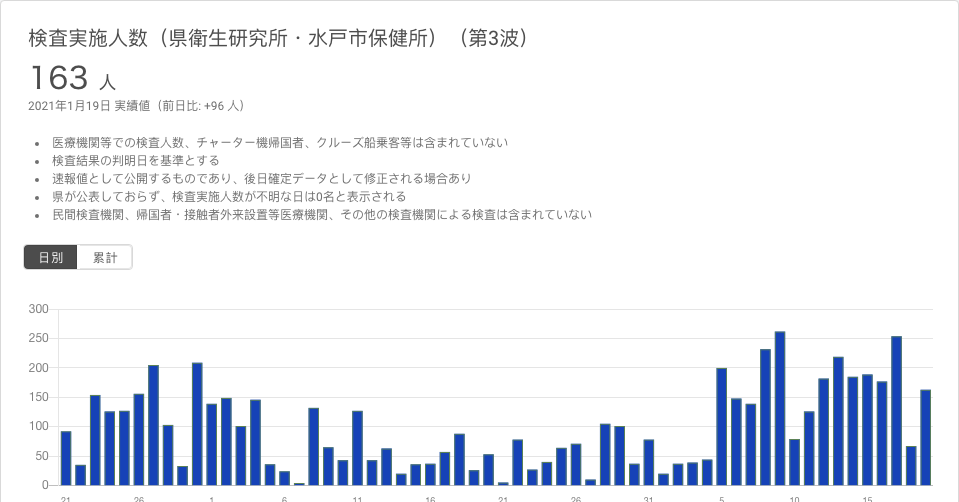 検査実施人数（県衛生研究所・水戸市保健所）（第3波）
163 人
2021年1月19日 実績値（前日比: +96 人）
• 医療機関等での検査人数、チャーター機帰国者、クルーズ船乗客等は含まれていない
• 検査結果の判明日を基準とする
• 速報値として公開するものであり、後日確定データとして修正される場合あり
• 県が公表しておらず、検査実施人数が不明な日は0名と表示される
• 民間検査機関、帰国者・接触者外来設置等医療機関、その他の検査機関による検査は含まれていない
日別 累計
300
250
200
150
100
50
0
21 26 1 6 11 16 21 26 31 5 10 15